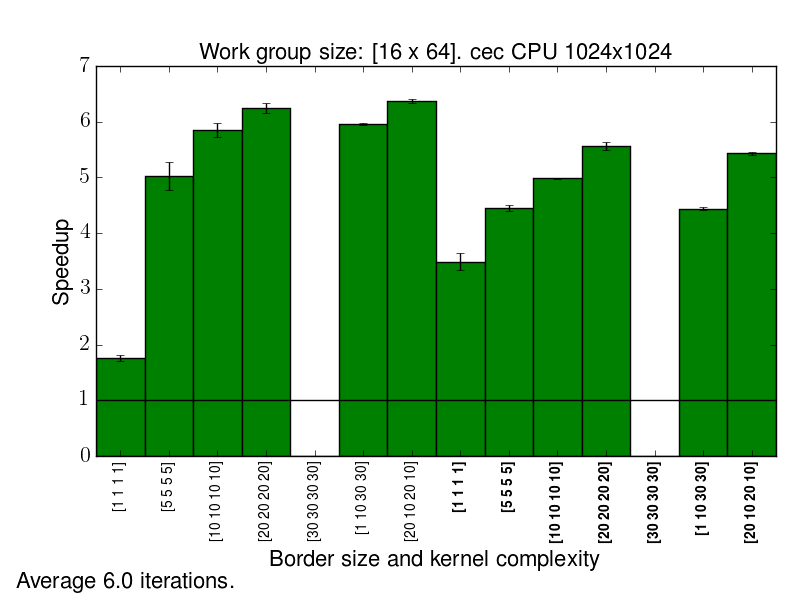 Work group size: [16 x 64]. cec CPU 1024x1024
7
6
5
4
3
2
1
0
Speedup
[1 1 1 1]
[5 5 5 5]
[10 10 10 10]
[20 20 20 20]
[30 30 30 30]
[1 10 30 30]
[20 10 20 10]
[1 1 1 1]
[5 5 5 5]
[10 10 10 10]
[20 20 20 20]
[30 30 30 30]
[1 10 30 30]
[20 10 20 10]
Border size and kernel complexity
Average 6.0 iterations.